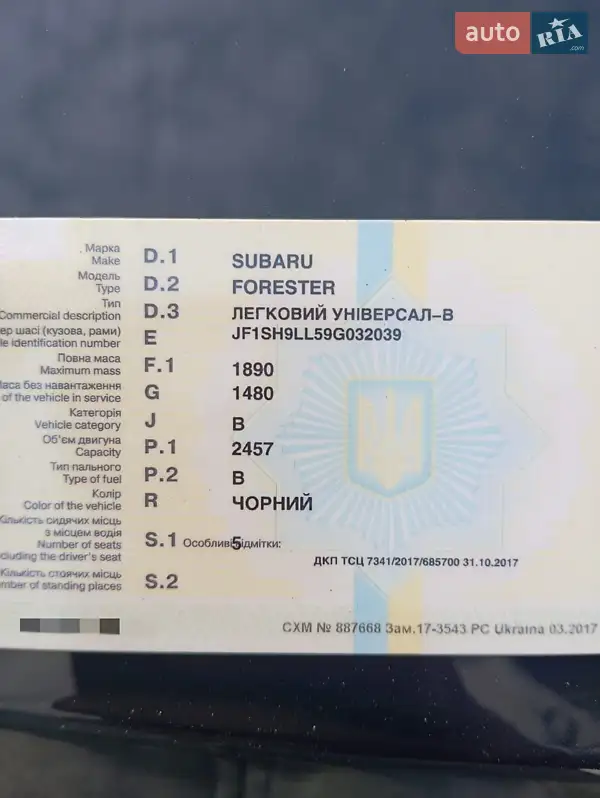 auto RIA .com
Марка
Make D.1 SUBARU
Модель
Type D.2 FORESTER
Тип
Commercial description D.3 ЛЕГКОВИЙ УНІВЕРСАЛ-В
ер шасі (кузова, рами)
le identification number E JF1SH9LL59G032039
Повна маса
Maximum mass F.1 1890
Маса без навантаження
of the vehicle in service G 1480
Категорія
Vehicle category J B
Об'єм двигуна
Capacity P.1 2457
Тип пального
Type of fuel P.2 B
Колір
Color of the vehicle R ЧОРНИЙ
Кількість сидячих місць
з місцем водія
Number of seats S.1 Особливі відмітки: 5
cluding the driver's seat
ДКП ТСЦ 7341/2017/685700 31.10.2017
Кількість стоячих місць
mber of standing places S.2
СХМ № 887668 Зам.17-3543 PC Ukraina 03.2017